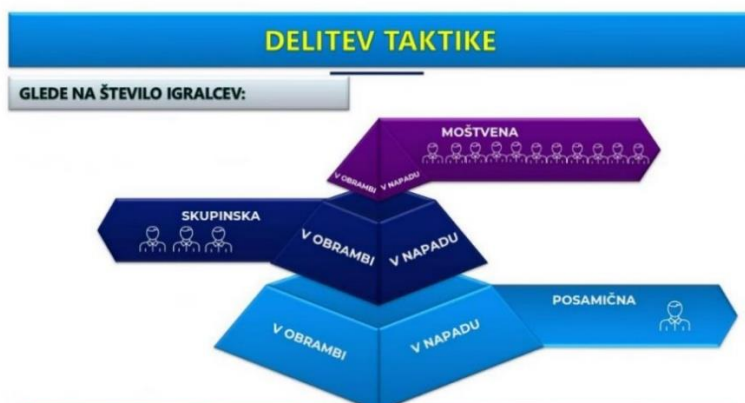 DELITEV TAKTIKE
GLEDE NA ŠTEVILO IGRALCEV:
MOŠTVENA
V OBRAMBI
V NAPADU
SKUPINSKA
V OBRAMBI
V NAPADU
POSAMIČNA
V OBRAMBI
V NAPADU